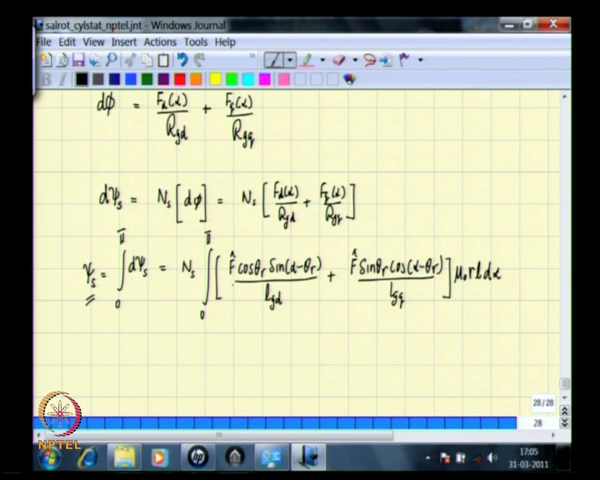 salrot_cylstat_nptel.jnt - Windows Journal
File Edit View Insert Actions Tools Help
dϕ = F_d(α)/R_gd + F_q(α)/R_gq
dψ_s = N_s [dϕ] = N_s [F_d(α)/R_gd + F_q(α)/R_gq]
ψ_s = ∫_0^π dψ_s = N_s ∫_0^π [F̂ cosθ_r sin(α-θ_r)/l_gd + F̂ sinθ_r cos(α-θ_r)/l_gq] μ_0 r l dα
28/28
28
NPTEL
17:05
31-03-2011